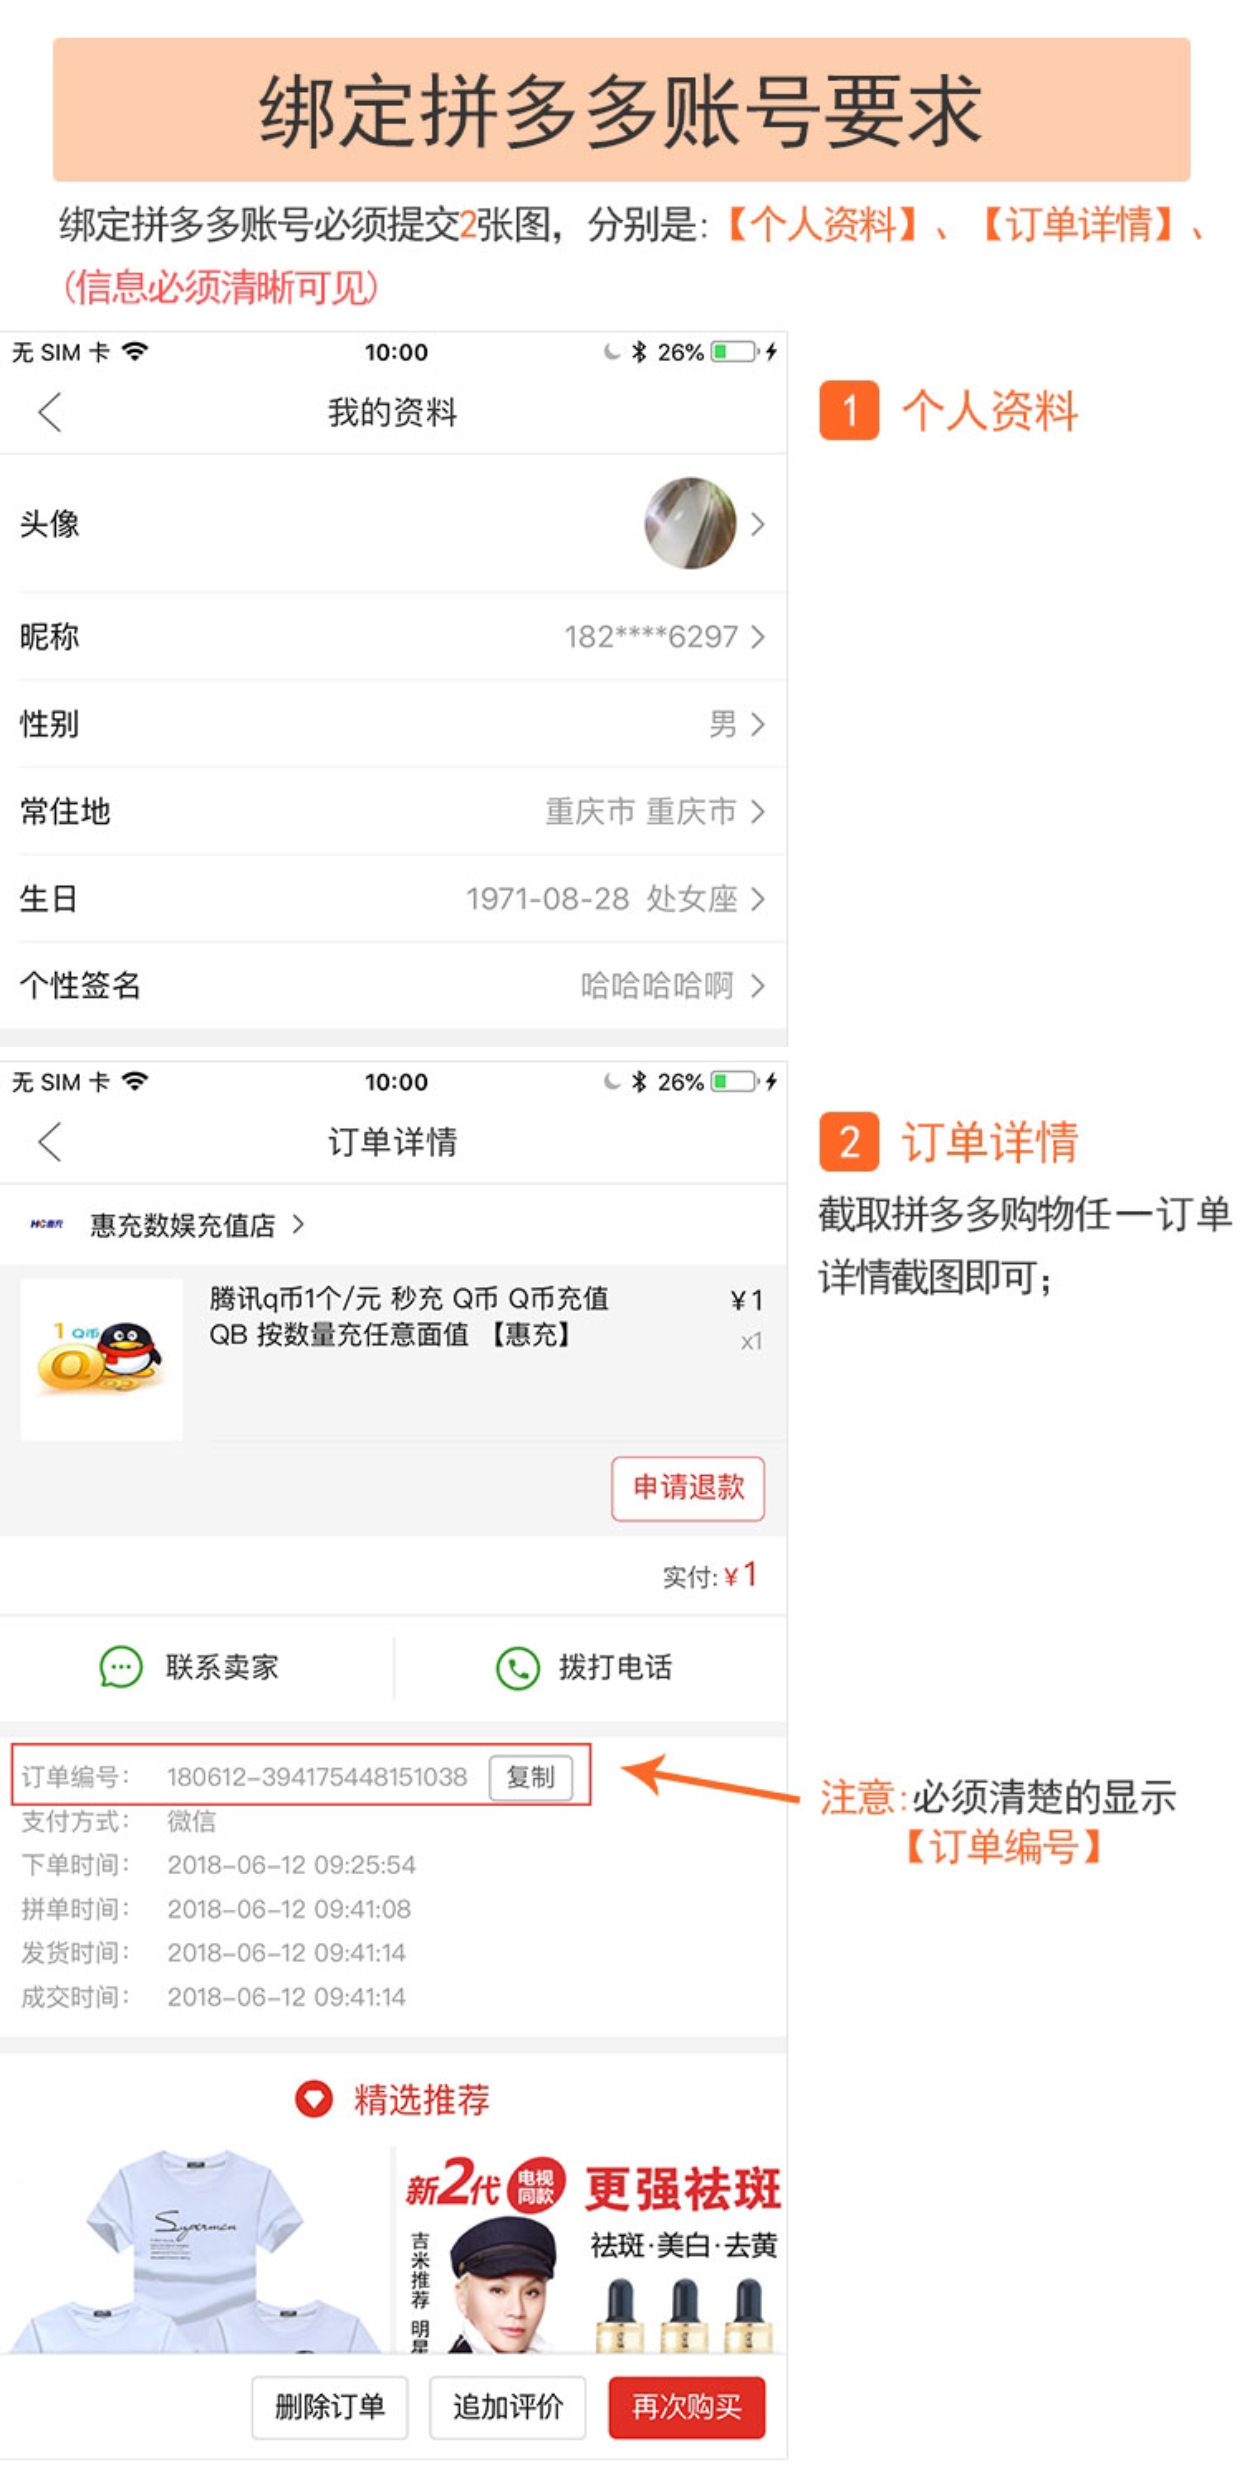 绑定拼多多账号要求
绑定拼多多账号必须提交2张图，分别是:【个人资料】、【订单详情】、
(信息必须清晰可见)
无 SIM 卡 10:00 26%
我的资料
1 个人资料
头像
昵称 182****6297
性别 男
常住地 重庆市 重庆市
生日 1971-08-28 处女座
个性签名 哈哈哈哈啊
无 SIM 卡 10:00 26%
订单详情
2 订单详情
截取拼多多购物任一订单
详情截图即可；
HC惠充 惠充数娱充值店
腾讯q币1个/元 秒充 Q币 Q币充值 ¥1
QB 按数量充任意面值 【惠充】 x1
1 Q币
申请退款
实付:¥1
联系卖家 拨打电话
订单编号： 180612-394175448151038 复制
注意:必须清楚的显示
【订单编号】
支付方式： 微信
下单时间： 2018-06-12 09:25:54
拼单时间： 2018-06-12 09:41:08
发货时间： 2018-06-12 09:41:14
成交时间： 2018-06-12 09:41:14
精选推荐
Superman
新2代 电视同款 更强祛斑
祛斑·美白·去黄
吉米推荐 明星
删除订单 追加评价 再次购买